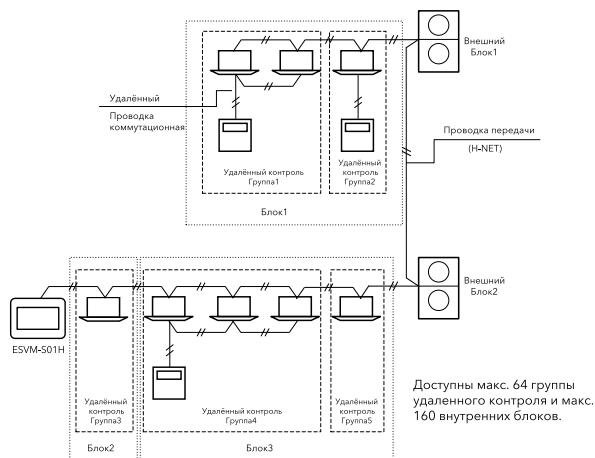 Внешний
Блок1
Удалённый
Проводка
коммутационная
Проводка передачи
(H-NET)
Удалённый контроль
Группа1
Удалённый
контроль
Группа2
Блок1
Внешний
Блок2
ESVM-S01H
Удалённый
контроль
Группа3
Удалённый контроль
Группа4
Удалённый
контроль
Группа5
Блок2
Блок3
Доступны макс. 64 группы
удаленного контроля и макс.
160 внутренних блоков.